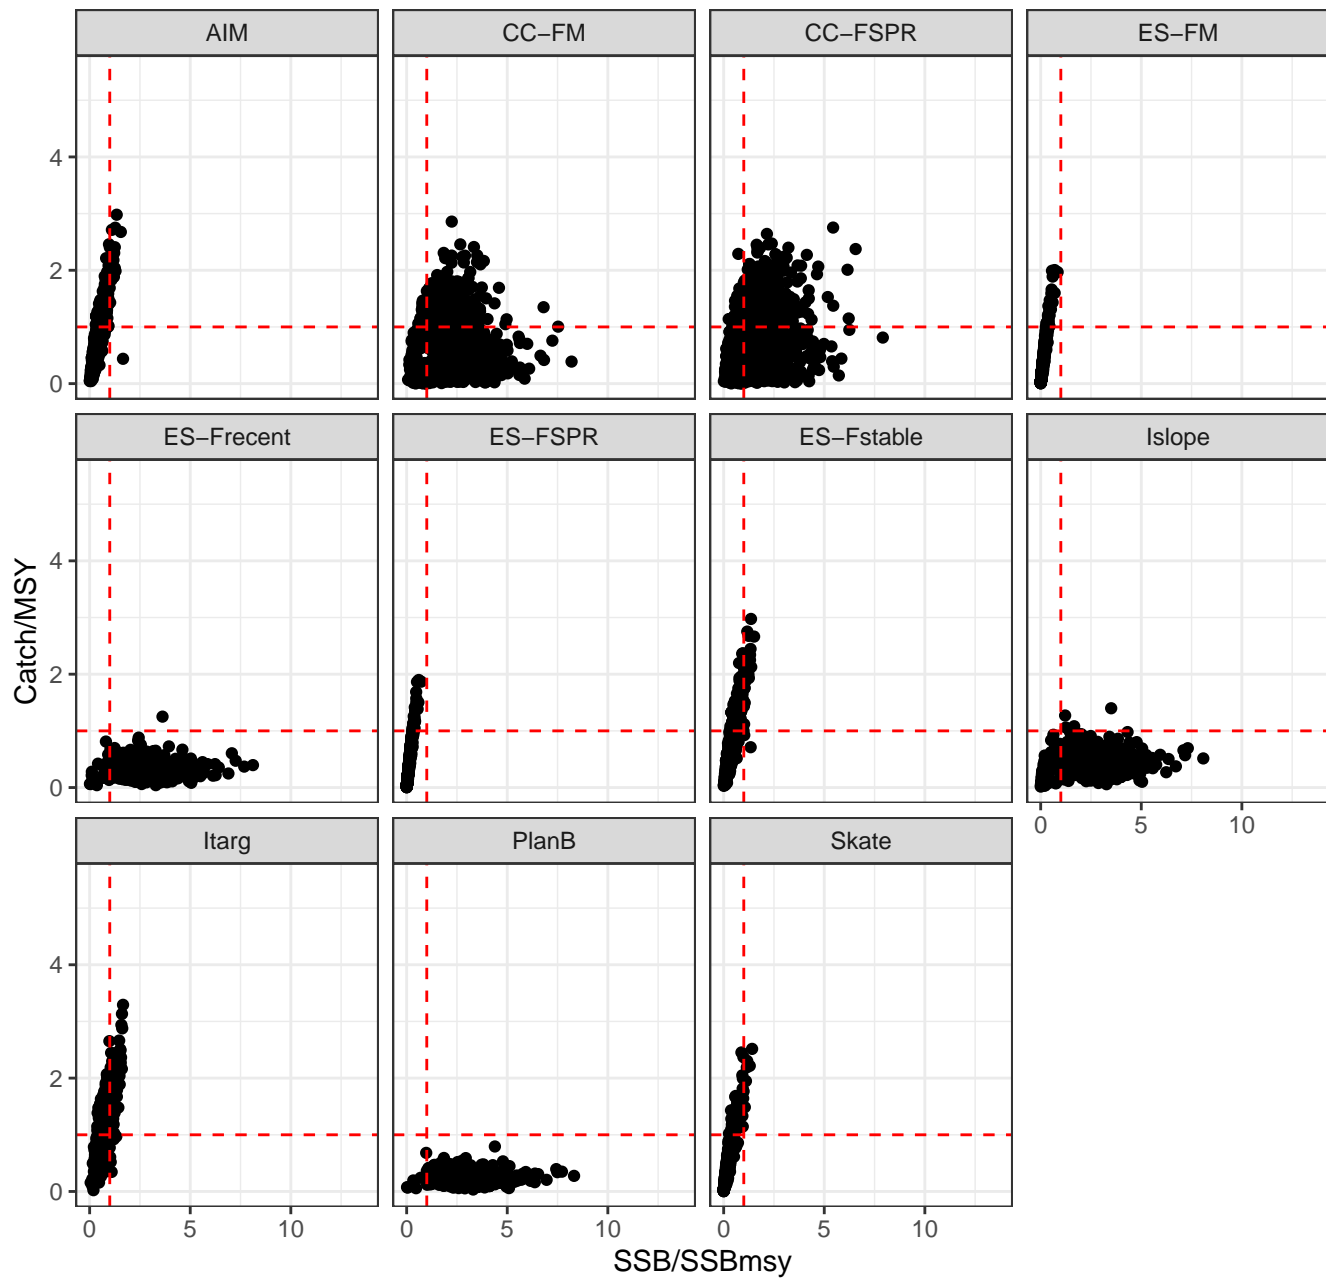 AIM
CC−FM
CC−FSPR
ES−FM
4
2
0
ES−Frecent
ES−FSPR
ES−Fstable
Islope
4
2
0
0 5 10
Itarg
PlanB
Skate
4
2
0
0 5 10
0 5 10
0 5 10
Catch/MSY
SSB/SSBmsy